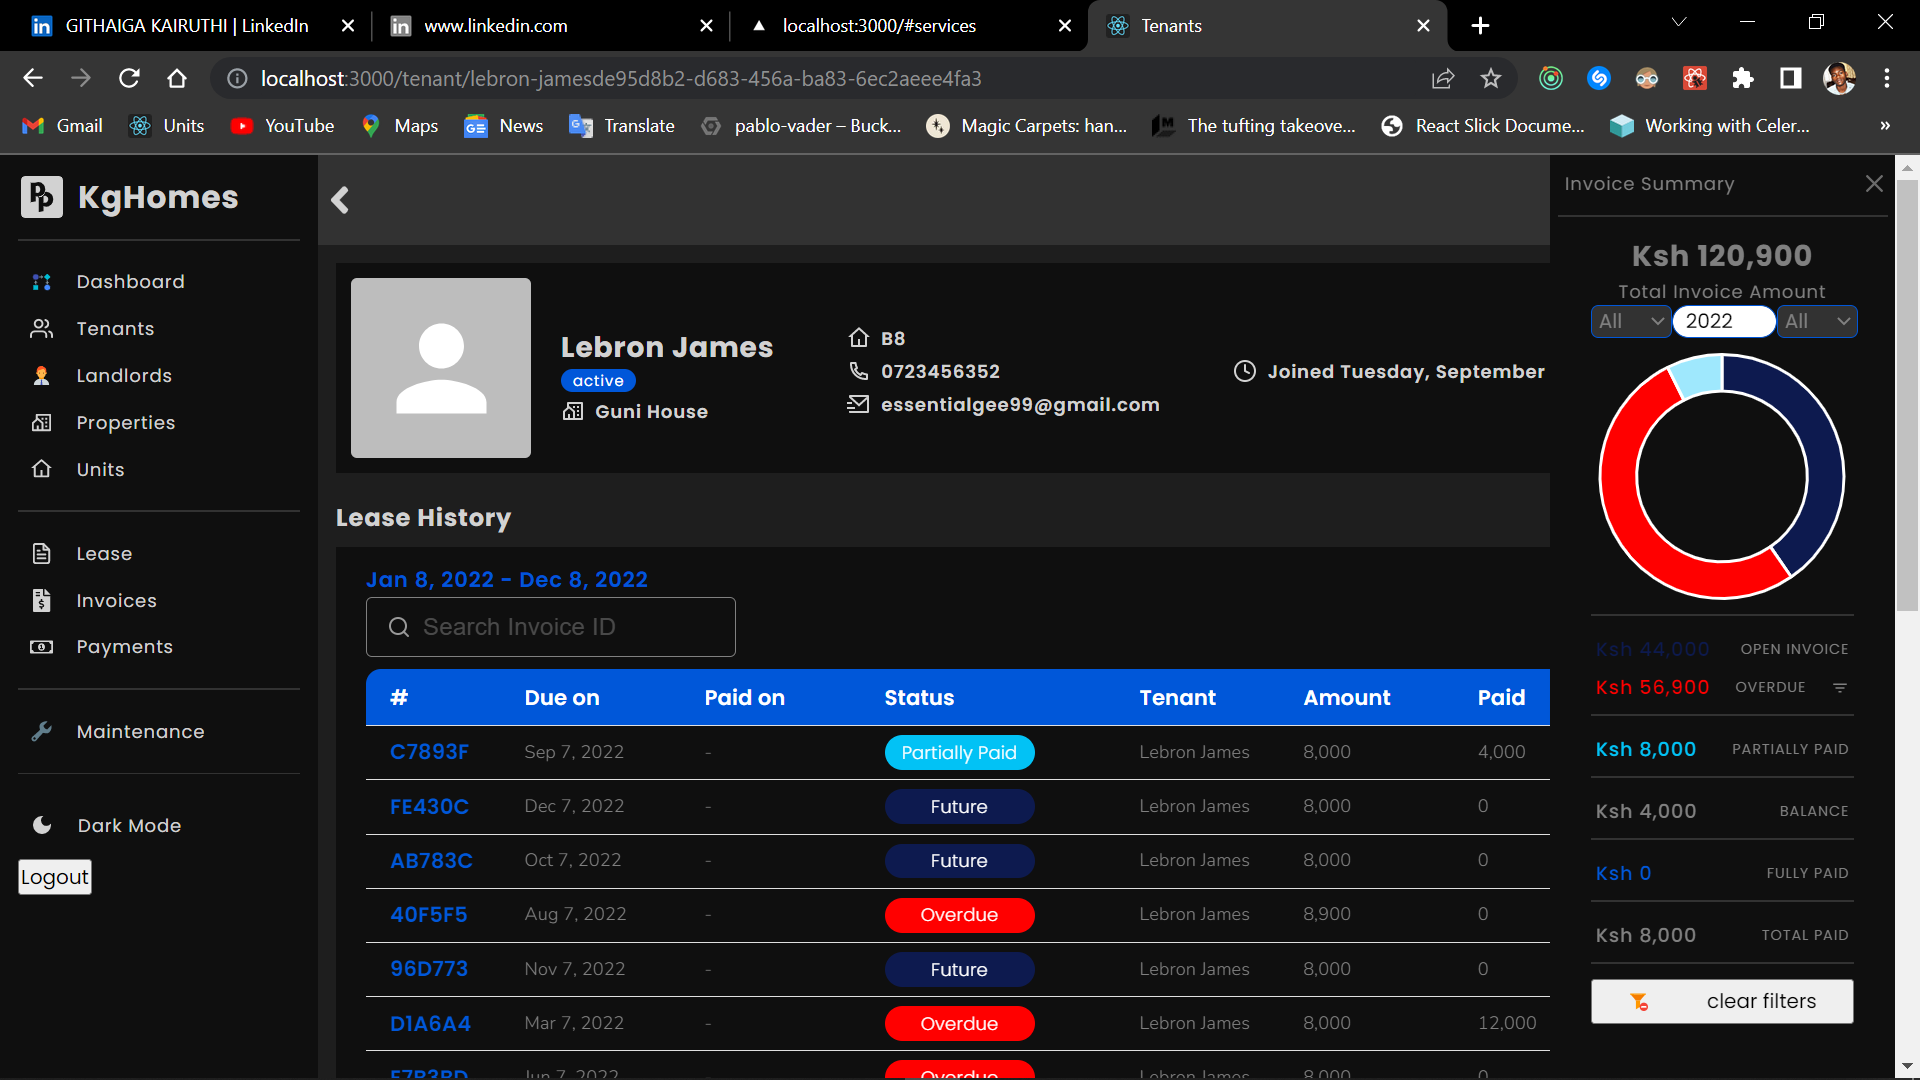 GITHAIGA KAIRUTHI | LinkedIn
www.linkedin.com
localhost:3000/#services
Tenants
localhost:3000/tenant/lebron-jamesde95d8b2-d683-456a-ba83-6ec2aeee4fa3
Gmail Units YouTube Maps News Translate pablo-vader – Buck... Magic Carpets: han... The tufting takeove... React Slick Docume... Working with Celer... »
KgHomes
Dashboard
Tenants
Landlords
Properties
Units
Lease
Invoices
Payments
Maintenance
Dark Mode
Logout
Lebron James
active
Guni House
B8
0723456352
essentialgee99@gmail.com
Joined Tuesday, September
Lease History
Jan 8, 2022 - Dec 8, 2022
Search Invoice ID
# Due on Paid on Status Tenant Amount Paid
C7893F Sep 7, 2022 - Partially Paid Lebron James 8,000 4,000
FE430C Dec 7, 2022 - Future Lebron James 8,000 0
AB783C Oct 7, 2022 - Future Lebron James 8,000 0
40F5F5 Aug 7, 2022 - Overdue Lebron James 8,900 0
96D773 Nov 7, 2022 - Future Lebron James 8,000 0
D1A6A4 Mar 7, 2022 - Overdue Lebron James 8,000 12,000
Jun 7, 2022 - Overdue Lebron James 8,000 0
Invoice Summary
Ksh 120,900
Total Invoice Amount
All 2022 All
Ksh 44,000 OPEN INVOICE
Ksh 56,900 OVERDUE
Ksh 8,000 PARTIALLY PAID
Ksh 4,000 BALANCE
Ksh 0 FULLY PAID
Ksh 8,000 TOTAL PAID
clear filters